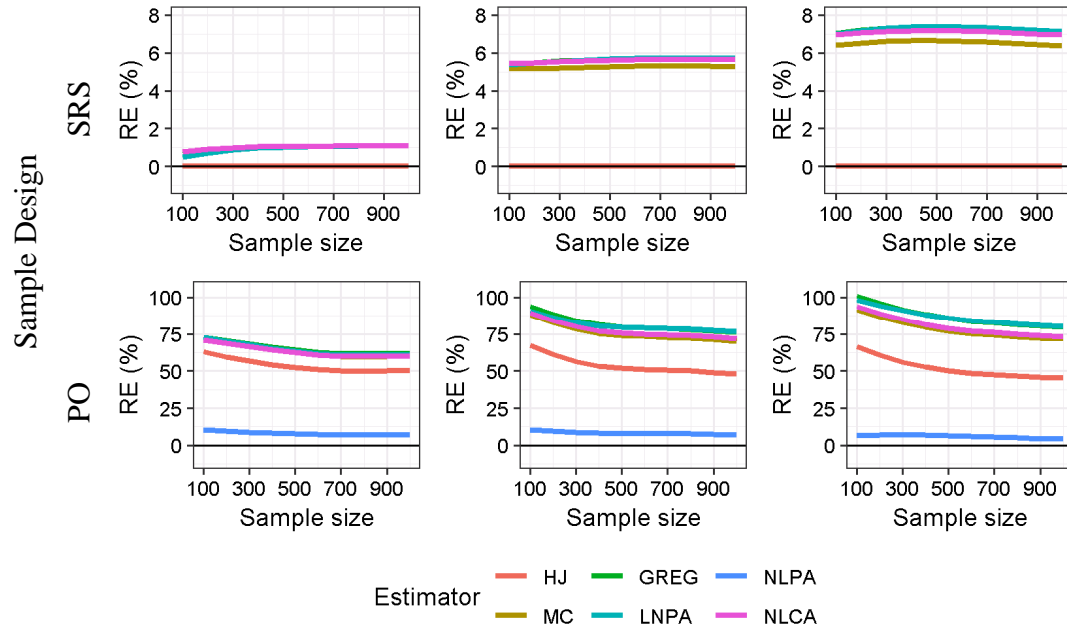 Sample Design
SRS
RE (%)
8
6
4
2
0
100 300 500 700 900
Sample size
RE (%)
8
6
4
2
0
100 300 500 700 900
Sample size
RE (%)
8
6
4
2
0
100 300 500 700 900
Sample size
PO
RE (%)
100
75
50
25
0
100 300 500 700 900
Sample size
RE (%)
100
75
50
25
0
100 300 500 700 900
Sample size
RE (%)
100
75
50
25
0
100 300 500 700 900
Sample size
Estimator
HJ GREG NLPA
MC LNPA NLCA